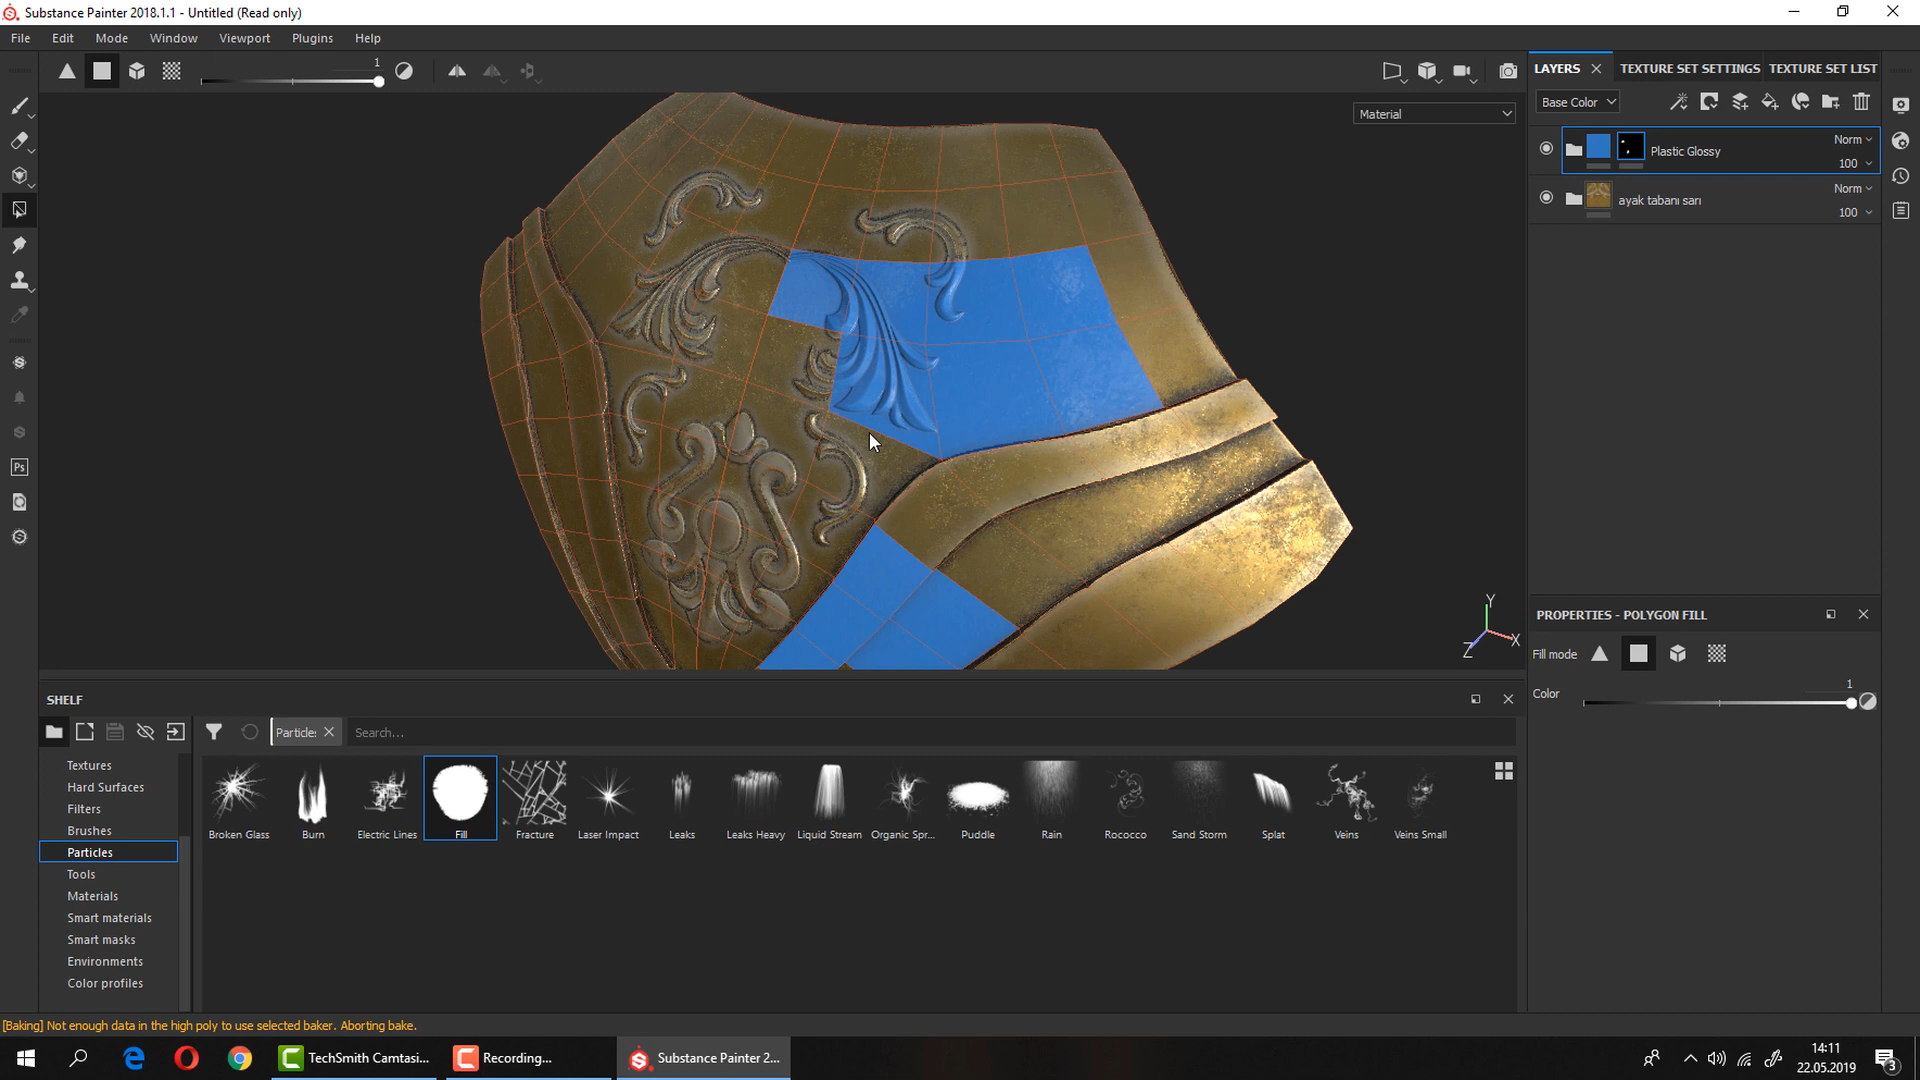 Substance Painter 2018.1.1 - Untitled (Read only)
File Edit Mode Window Viewport Plugins Help
1
LAYERS TEXTURE SET SETTINGS TEXTURE SET LIST
Material
Base Color
Plastic Glossy
Norm
100
ayak tabanı sarı
Norm
100
Y
X
Z
PROPERTIES - POLYGON FILL
Fill mode
Color
1
SHELF
Particles
Search...
Textures
Hard Surfaces
Filters
Brushes
Particles
Tools
Materials
Smart materials
Smart masks
Environments
Color profiles
Broken Glass Burn Electric Lines Fill Fracture Laser Impact Leaks Leaks Heavy Liquid Stream Organic Spr... Puddle Rain Rococco Sand Storm Splat Veins Veins Small
Ps
[Baking] Not enough data in the high poly to use selected baker. Aborting bake.
TechSmith Camtasi...
Recording...
Substance Painter 2...
14:11
22.05.2019
3